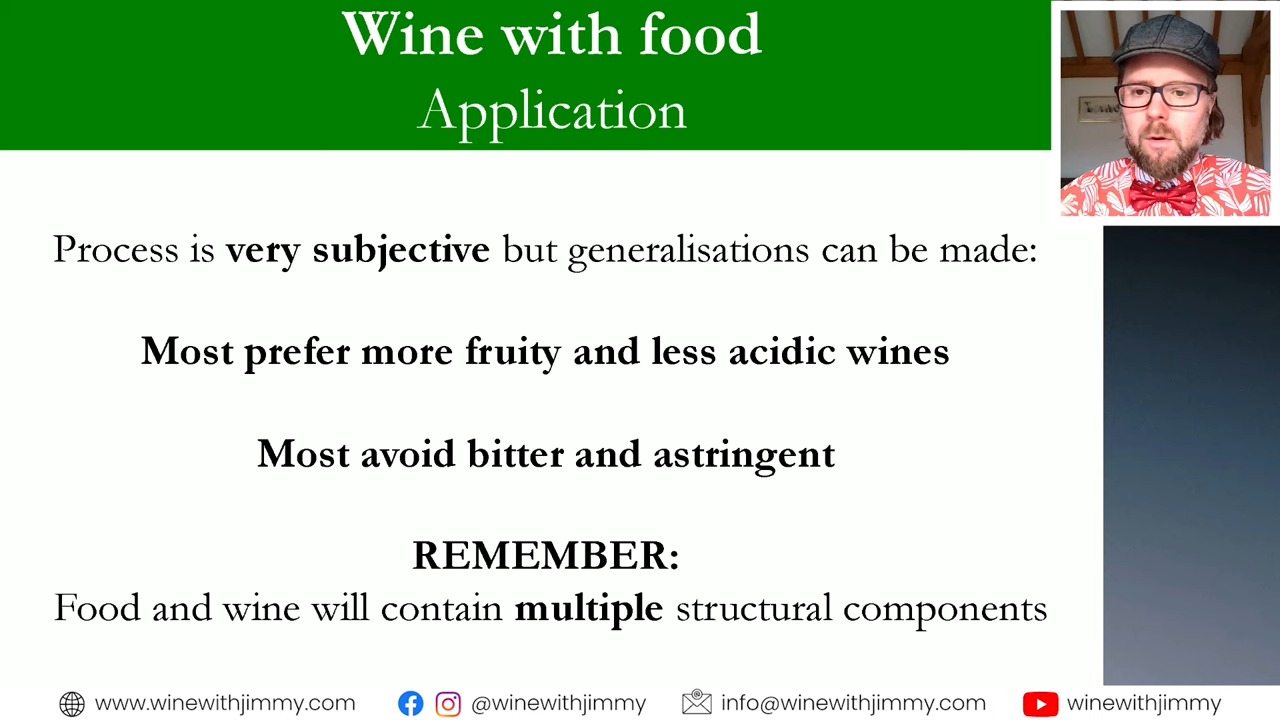 Wine with food
Application
Process is very subjective but generalisations can be made:
Most prefer more fruity and less acidic wines
Most avoid bitter and astringent
REMEMBER:
Food and wine will contain multiple structural components
www.winewithjimmy.com @winewithjimmy info@winewithjimmy.com winewithjimmy